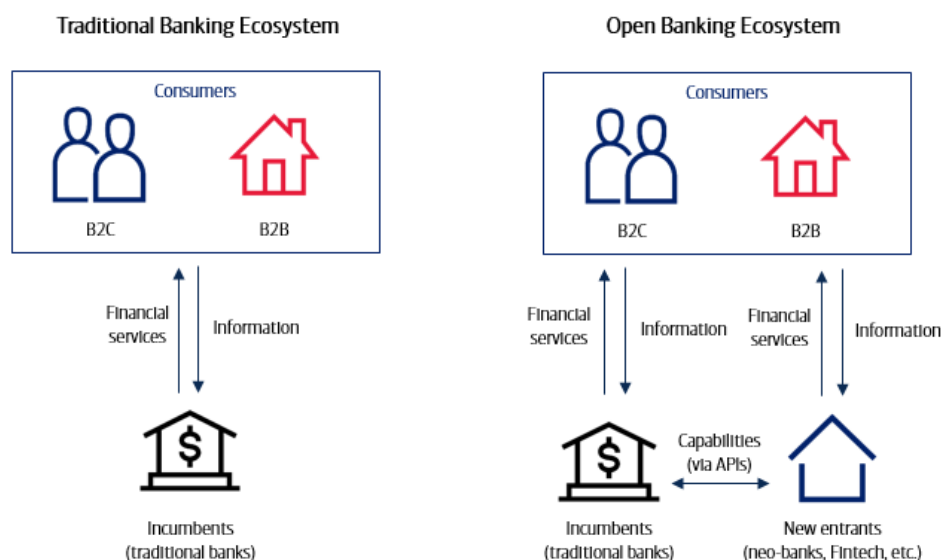 Traditional Banking Ecosystem
Consumers
B2C
B2B
Financial
services
Information
$
Incumbents
(traditional banks)
Open Banking Ecosystem
Consumers
B2C
B2B
Financial
services
Information
Financial
services
Information
$
Capabilities
(via APIs)
Incumbents
(traditional banks)
New entrants
(neo-banks, Fintech, etc.)